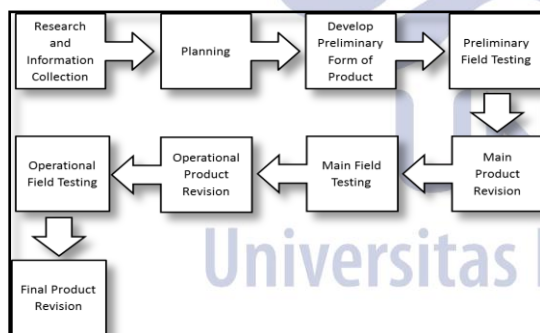 Research
and
Information
Collection
Planning
Develop
Preliminary
Form of
Product
Preliminary
Field Testing
Main
Product
Revision
Main Field
Testing
Operational
Product
Revision
Operational
Field Testing
Final Product
Revision
Universitas